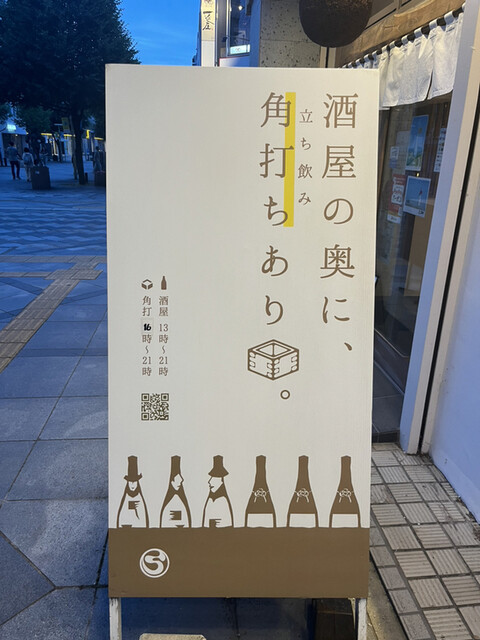 酒屋の奥に、
立ち飲み
角打ちあり。
酒屋 13時〜21時
角打 16時〜21時